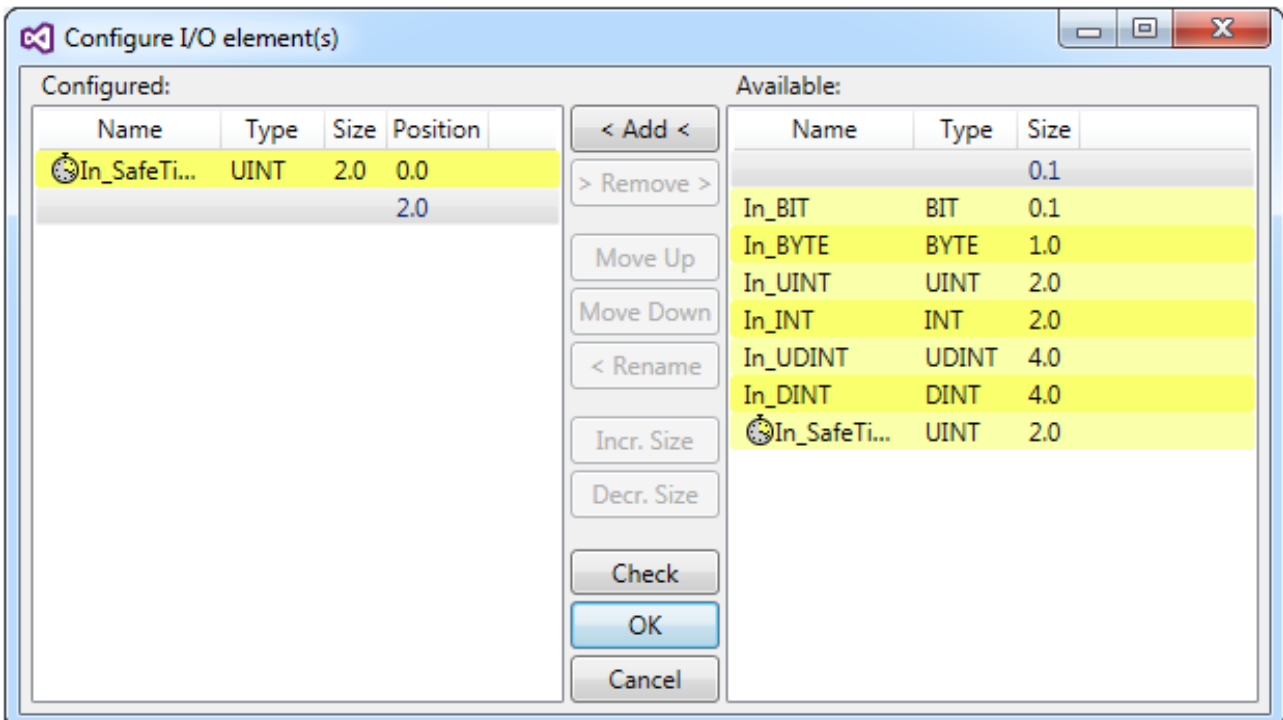 Configure I/O element(s)
Configured:
Name Type Size Position
In_SafeTi... UINT 2.0 0.0
2.0
< Add <
> Remove >
Move Up
Move Down
< Rename
Incr. Size
Decr. Size
Check
OK
Cancel
Available:
Name Type Size
0.1
In_BIT BIT 0.1
In_BYTE BYTE 1.0
In_UINT UINT 2.0
In_INT INT 2.0
In_UDINT UDINT 4.0
In_DINT DINT 4.0
In_SafeTi... UINT 2.0